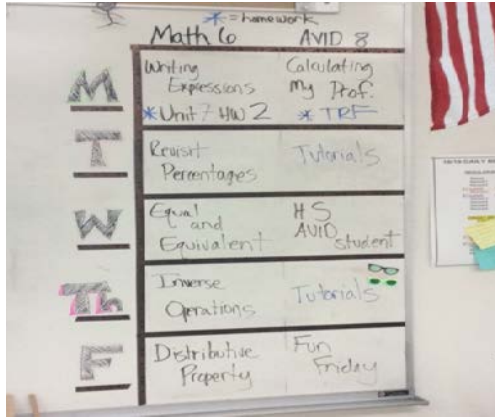 * = homework
Math 6 AVID 8
M
Writing Expressions
* Unit 7 HW 2
Calculating My Prof.
* TRF
T
Revisit Percentages
Tutorials
W
Equal and Equivalent
HS AVID student
Th
Inverse Operations
Tutorials
F
Distributive Property
Fun Friday